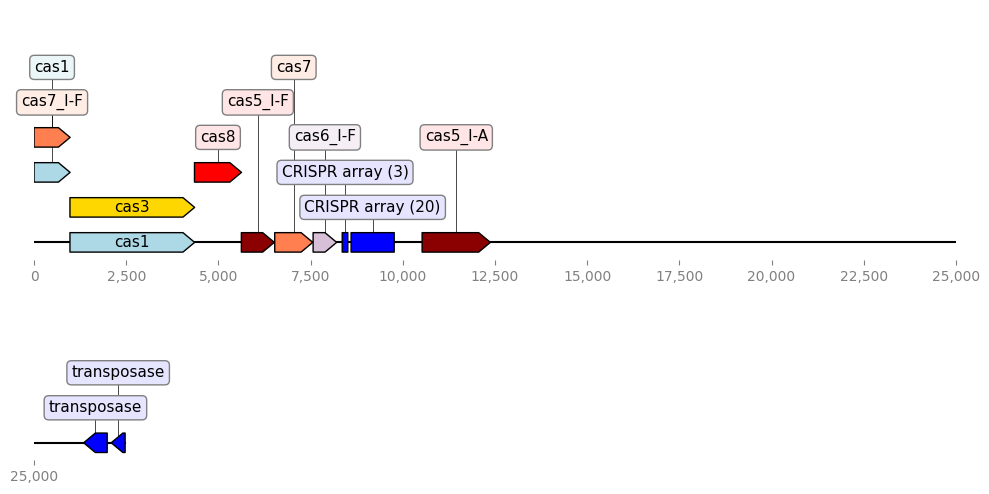 cas1
cas7
cas7_I-F
cas5_I-F
cas8
cas6_I-F
cas5_I-A
CRISPR array (3)
cas3
CRISPR array (20)
cas1
0
2,500
5,000
7,500
10,000
12,500
15,000
17,500
20,000
22,500
25,000
transposase
transposase
25,000